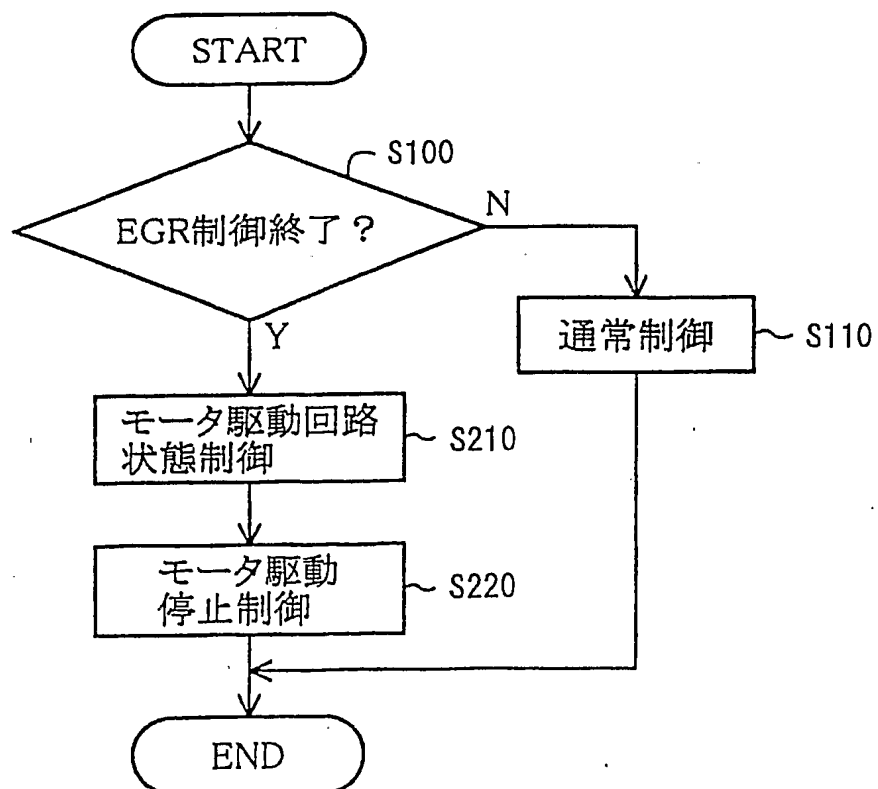 START
S100
EGR制御終了？
N
Y
通常制御
S110
モータ駆動回路
状態制御
S210
モータ駆動
停止制御
S220
END